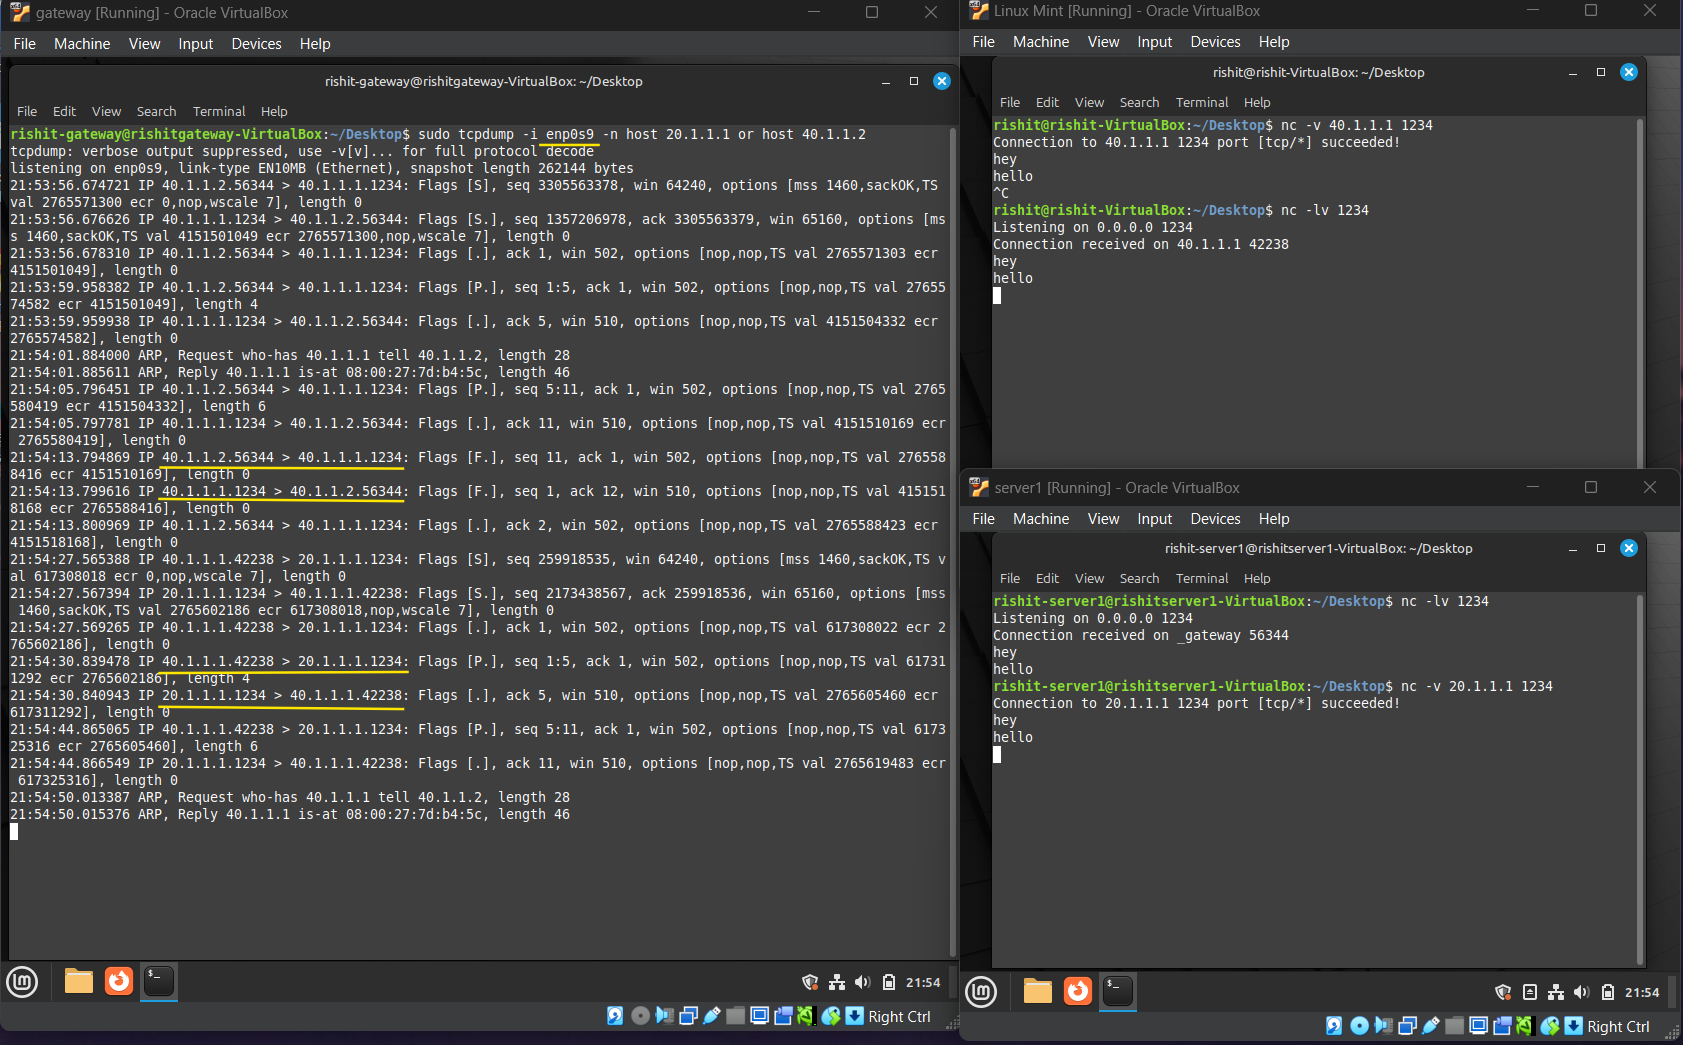 gateway [Running] - Oracle VirtualBox
File Machine View Input Devices Help
rishit-gateway@rishitgateway-VirtualBox: ~/Desktop
File Edit View Search Terminal Help
rishit-gateway@rishitgateway-VirtualBox:~/Desktop$ sudo tcpdump -i enp0s9 -n host 20.1.1.1 or host 40.1.1.2
tcpdump: verbose output suppressed, use -v[v]... for full protocol decode
listening on enp0s9, link-type EN10MB (Ethernet), snapshot length 262144 bytes
21:53:56.674721 IP 40.1.1.2.56344 > 40.1.1.1.1234: Flags [S], seq 3305563378, win 64240, options [mss 1460,sackOK,TS
val 2765571300 ecr 0,nop,wscale 7], length 0
21:53:56.676626 IP 40.1.1.1.1234 > 40.1.1.2.56344: Flags [S.], seq 1357206978, ack 3305563379, win 65160, options [ms
s 1460,sackOK,TS val 4151501049 ecr 2765571300,nop,wscale 7], length 0
21:53:56.678310 IP 40.1.1.2.56344 > 40.1.1.1.1234: Flags [.], ack 1, win 502, options [nop,nop,TS val 2765571303 ecr
4151501049], length 0
21:53:59.958382 IP 40.1.1.2.56344 > 40.1.1.1.1234: Flags [P.], seq 1:5, ack 1, win 502, options [nop,nop,TS val 27655
74582 ecr 4151501049], length 4
21:53:59.959938 IP 40.1.1.1.1234 > 40.1.1.2.56344: Flags [.], ack 5, win 510, options [nop,nop,TS val 4151504332 ecr
2765574582], length 0
21:54:01.884000 ARP, Request who-has 40.1.1.1 tell 40.1.1.2, length 28
21:54:01.885611 ARP, Reply 40.1.1.1 is-at 08:00:27:7d:b4:5c, length 46
21:54:05.796451 IP 40.1.1.2.56344 > 40.1.1.1.1234: Flags [P.], seq 5:11, ack 1, win 502, options [nop,nop,TS val 2765
580419 ecr 4151504332], length 6
21:54:05.797781 IP 40.1.1.1.1234 > 40.1.1.2.56344: Flags [.], ack 11, win 510, options [nop,nop,TS val 4151510169 ecr
2765580419], length 0
21:54:13.794869 IP 40.1.1.2.56344 > 40.1.1.1.1234: Flags [F.], seq 11, ack 1, win 502, options [nop,nop,TS val 276558
8416 ecr 4151510169], length 0
21:54:13.799616 IP 40.1.1.1.1234 > 40.1.1.2.56344: Flags [F.], seq 1, ack 12, win 510, options [nop,nop,TS val 415151
8168 ecr 2765588416], length 0
21:54:13.800969 IP 40.1.1.2.56344 > 40.1.1.1.1234: Flags [.], ack 2, win 502, options [nop,nop,TS val 2765588423 ecr
4151518168], length 0
21:54:27.565388 IP 40.1.1.1.42238 > 20.1.1.1.1234: Flags [S], seq 259918535, win 64240, options [mss 1460,sackOK,TS v
al 617308018 ecr 0,nop,wscale 7], length 0
21:54:27.567394 IP 20.1.1.1.1234 > 40.1.1.1.42238: Flags [S.], seq 2173438567, ack 259918536, win 65160, options [mss
1460,sackOK,TS val 2765602186 ecr 617308018,nop,wscale 7], length 0
21:54:27.569265 IP 40.1.1.1.42238 > 20.1.1.1.1234: Flags [.], ack 1, win 502, options [nop,nop,TS val 617308022 ecr 2
765602186], length 0
21:54:30.839478 IP 40.1.1.1.42238 > 20.1.1.1.1234: Flags [P.], seq 1:5, ack 1, win 502, options [nop,nop,TS val 61731
1292 ecr 2765602186], length 4
21:54:30.840943 IP 20.1.1.1.1234 > 40.1.1.1.42238: Flags [.], ack 5, win 510, options [nop,nop,TS val 2765605460 ecr
617311292], length 0
21:54:44.865065 IP 40.1.1.1.42238 > 20.1.1.1.1234: Flags [P.], seq 5:11, ack 1, win 502, options [nop,nop,TS val 6173
25316 ecr 2765605460], length 6
21:54:44.866549 IP 20.1.1.1.1234 > 40.1.1.1.42238: Flags [.], ack 11, win 510, options [nop,nop,TS val 2765619483 ecr
617325316], length 0
21:54:50.013387 ARP, Request who-has 40.1.1.1 tell 40.1.1.2, length 28
21:54:50.015376 ARP, Reply 40.1.1.1 is-at 08:00:27:7d:b4:5c, length 46
21:54
Right Ctrl
Linux Mint [Running] - Oracle VirtualBox
File Machine View Input Devices Help
rishit@rishit-VirtualBox: ~/Desktop
File Edit View Search Terminal Help
rishit@rishit-VirtualBox:~/Desktop$ nc -v 40.1.1.1 1234
Connection to 40.1.1.1 1234 port [tcp/*] succeeded!
hey
hello
^C
rishit@rishit-VirtualBox:~/Desktop$ nc -lv 1234
Listening on 0.0.0.0 1234
Connection received on 40.1.1.1 42238
hey
hello
server1 [Running] - Oracle VirtualBox
File Machine View Input Devices Help
rishit-server1@rishitserver1-VirtualBox: ~/Desktop
File Edit View Search Terminal Help
rishit-server1@rishitserver1-VirtualBox:~/Desktop$ nc -lv 1234
Listening on 0.0.0.0 1234
Connection received on _gateway 56344
hey
hello
rishit-server1@rishitserver1-VirtualBox:~/Desktop$ nc -v 20.1.1.1 1234
Connection to 20.1.1.1 1234 port [tcp/*] succeeded!
hey
hello
21:54
Right Ctrl